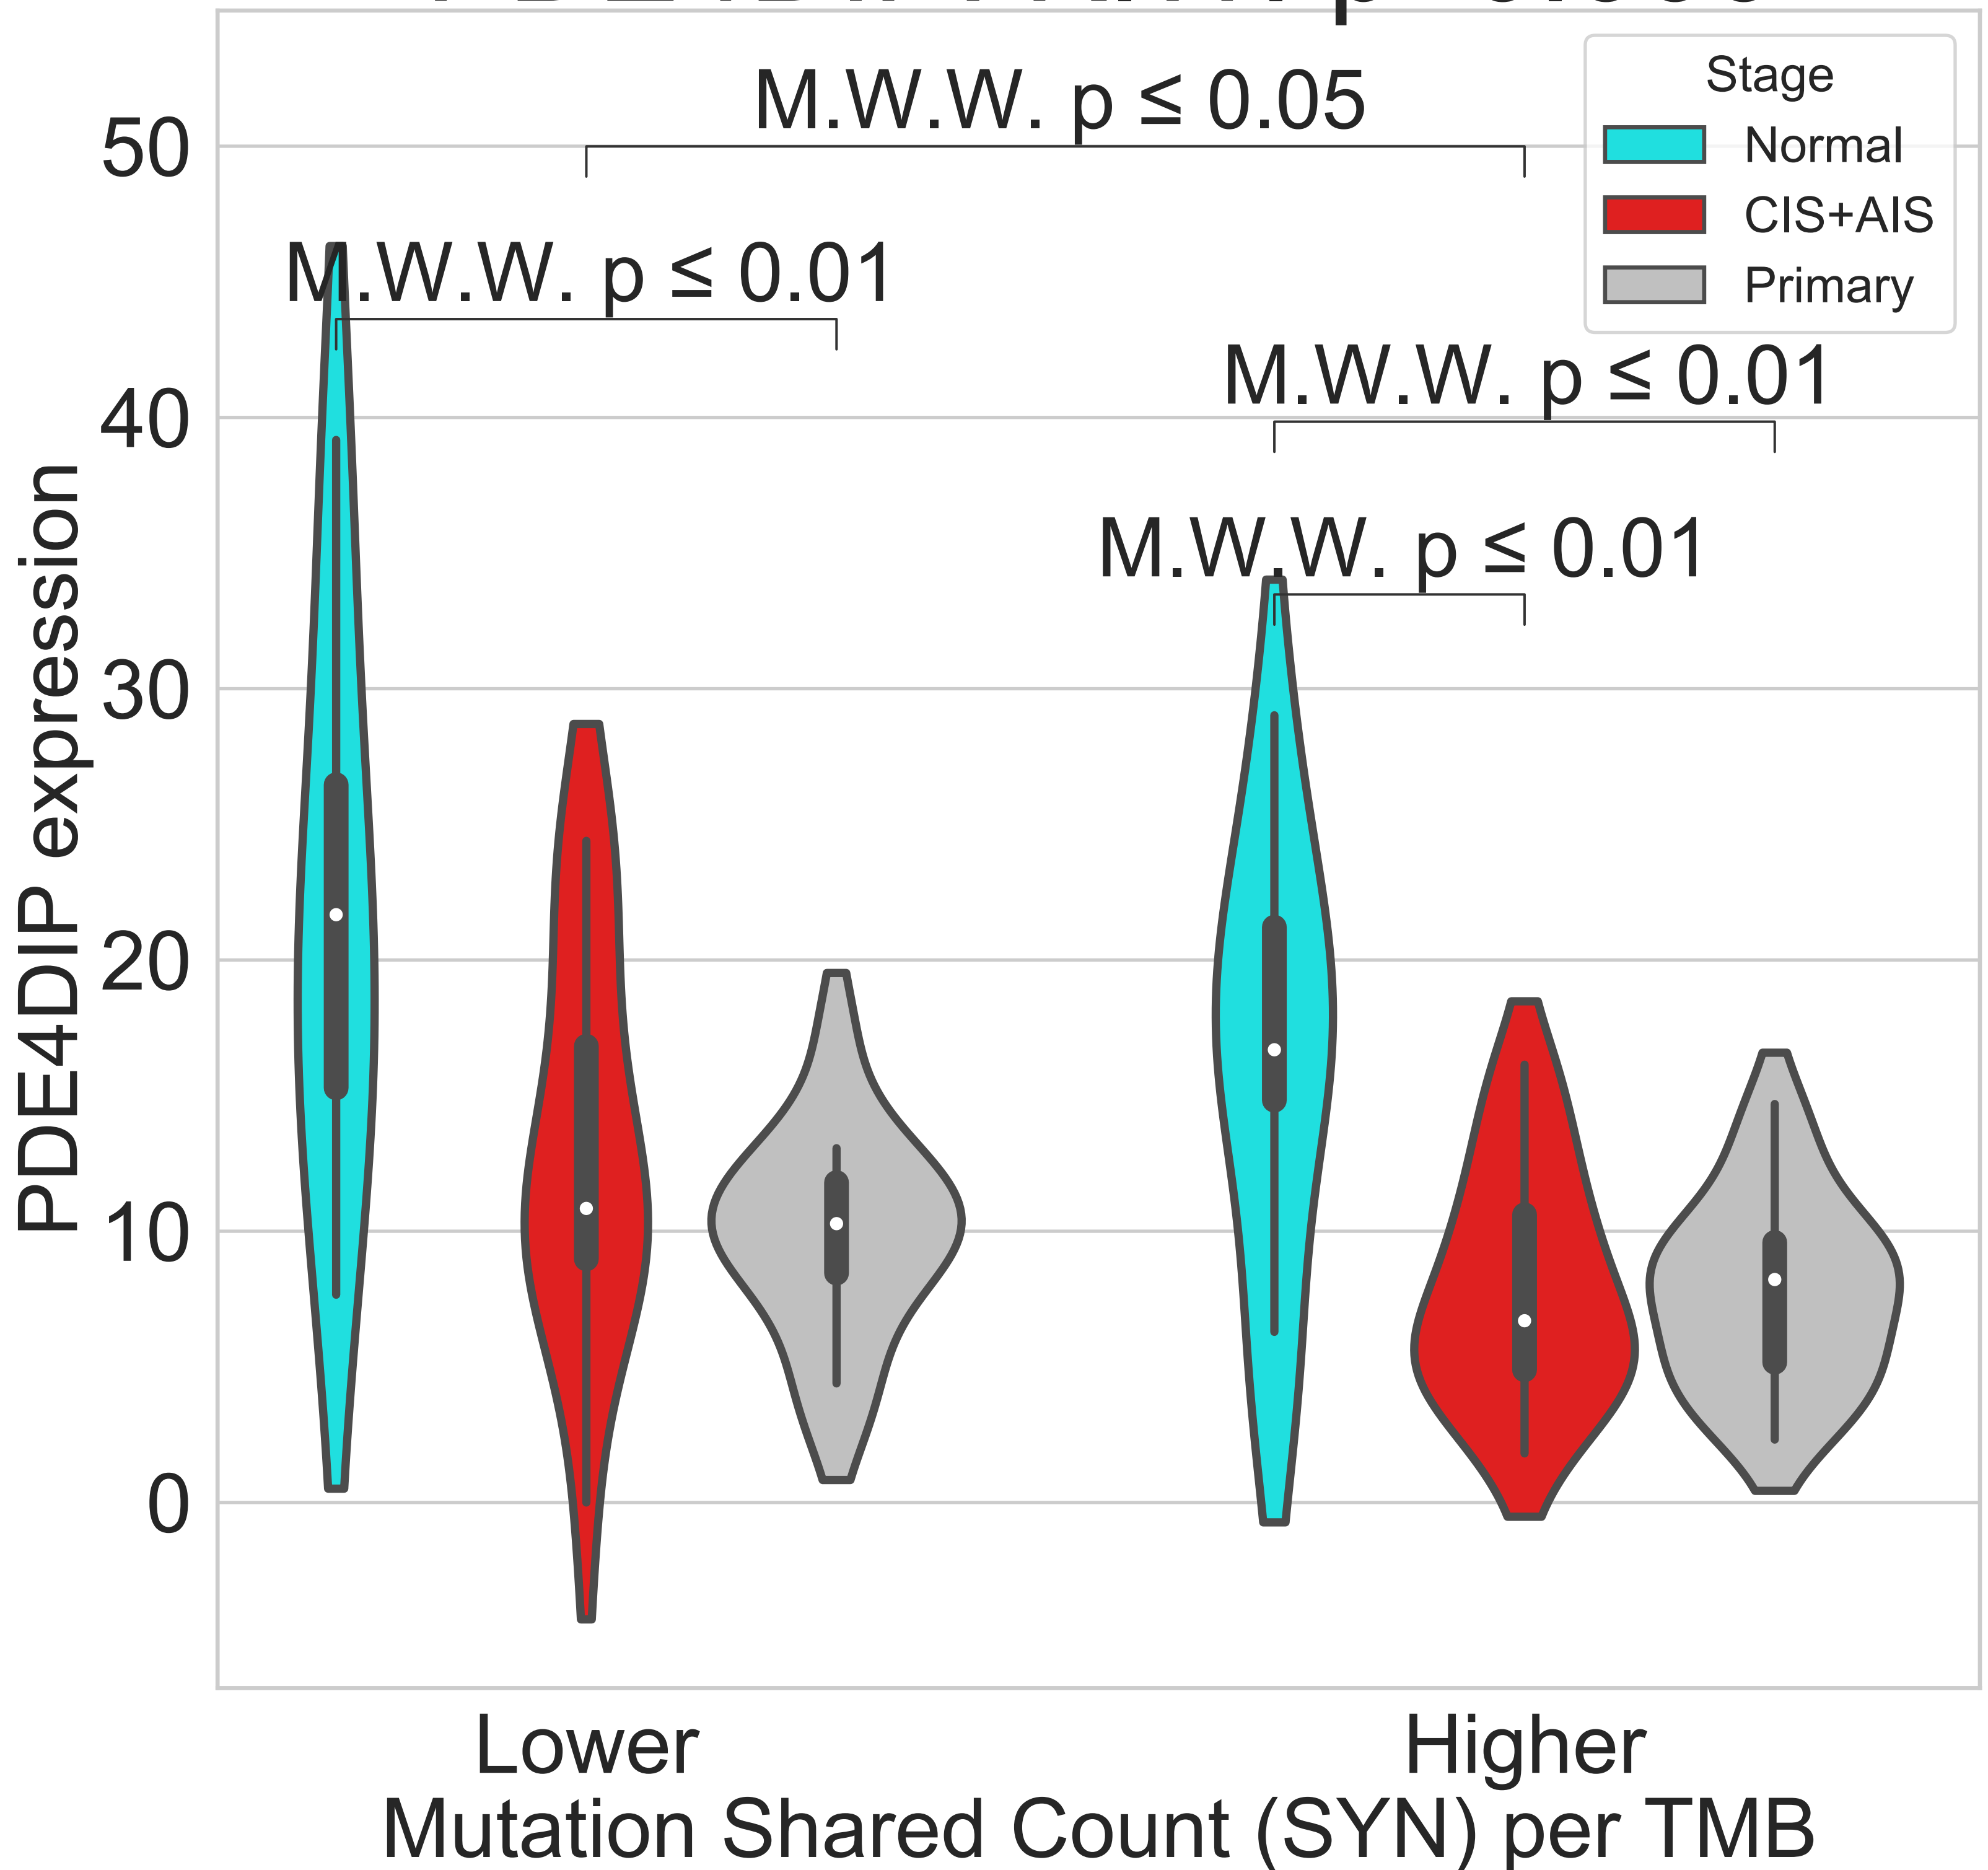 M.W.W. p ≤ 0.05
M.W.W. p ≤ 0.01
M.W.W. p ≤ 0.01
M.W.W. p ≤ 0.01
Stage
Normal
CIS+AIS
Primary
PDE4DIP expression
50
40
30
20
10
0
Lower
Higher
Mutation Shared Count (SYN) per TMB